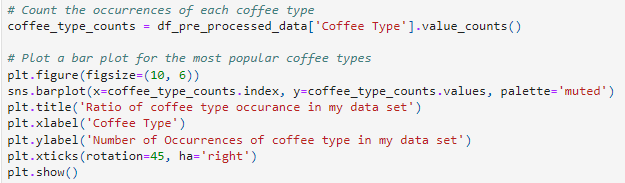 # Count the occurrences of each coffee type
coffee_type_counts = df_pre_processed_data['Coffee Type'].value_counts()
# Plot a bar plot for the most popular coffee types
plt.figure(figsize=(10, 6))
sns.barplot(x=coffee_type_counts.index, y=coffee_type_counts.values, palette='muted')
plt.title('Ratio of coffee type occurance in my data set')
plt.xlabel('Coffee Type')
plt.ylabel('Number of Occurrences of coffee type in my data set')
plt.xticks(rotation=45, ha='right')
plt.show()